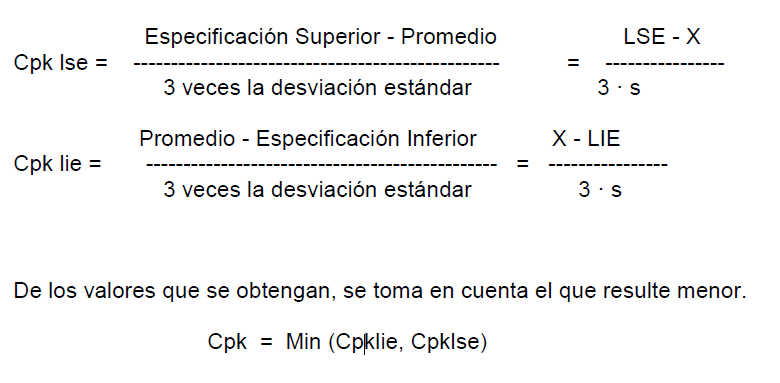 Especificación Superior - Promedio LSE - X
Cpk lse = ------------------------------------------------- = ----------------
3 veces la desviación estándar 3 · s
Promedio - Especificación Inferior X - LIE
Cpk lie = ----------------------------------------------- = ----------------
3 veces la desviación estándar 3 · s
De los valores que se obtengan, se toma en cuenta el que resulte menor.
Cpk = Min (Cpklie, Cpklse)